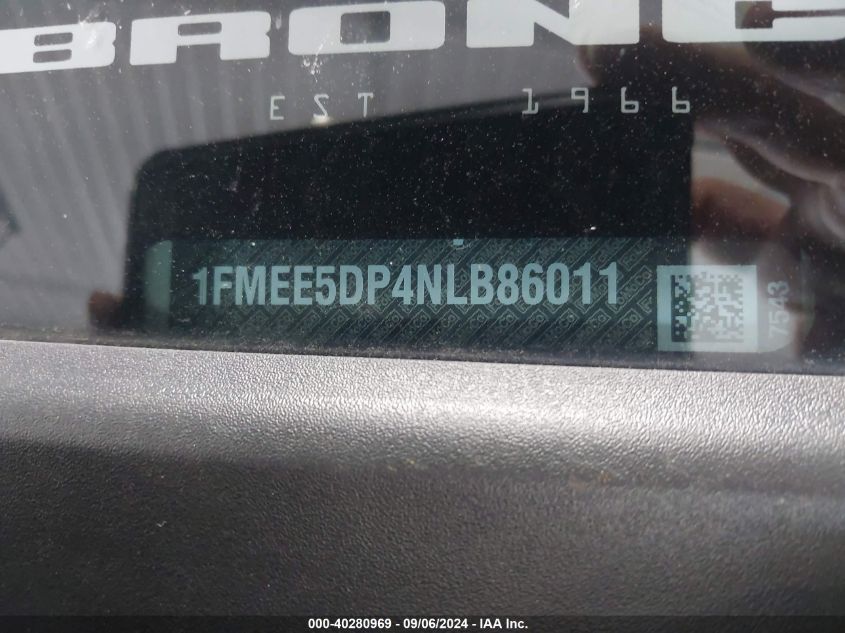 BRONC
EST 1966
1FMEE5DP4NLB86011
7543
000-40280969 - 09/06/2024 - IAA Inc.